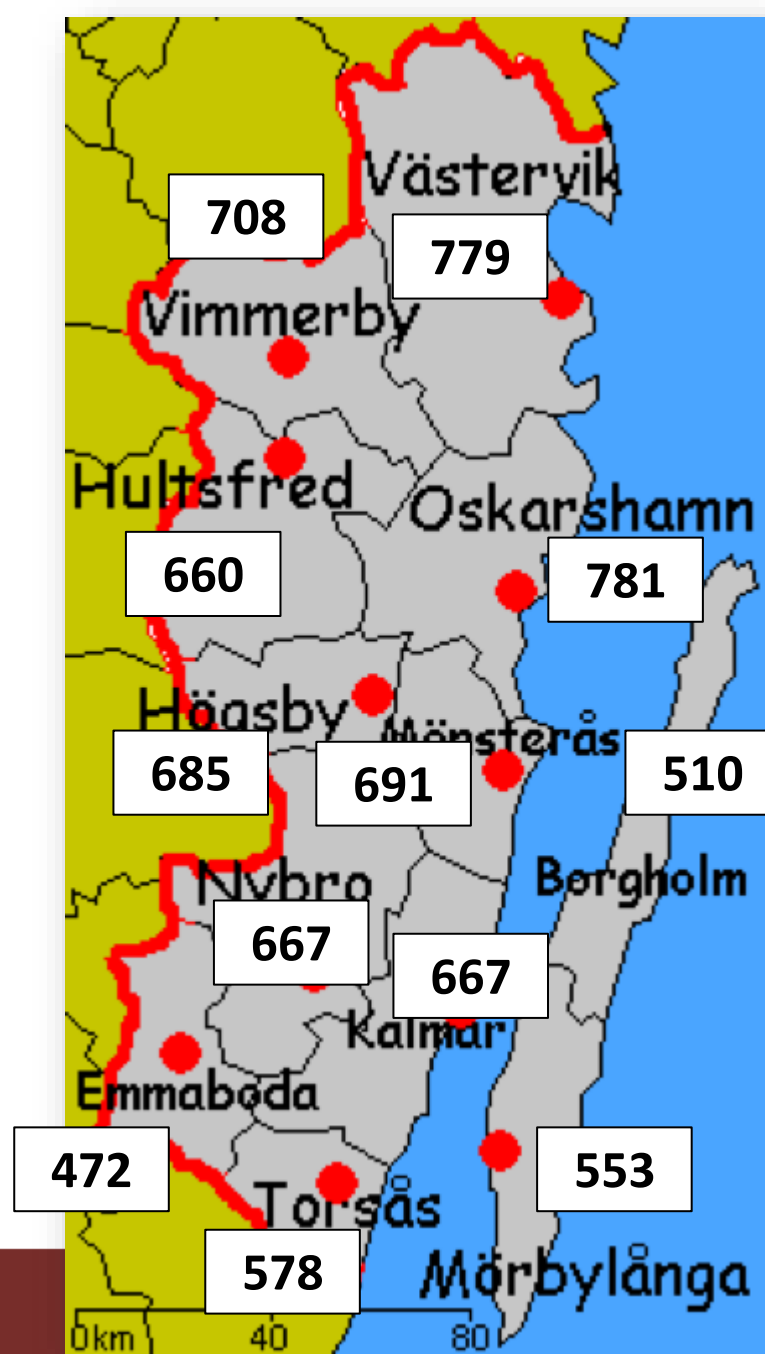 Västervik
708
779
Vimmerby
Hultsfred
Oskarshamn
660
781
Högsby
Mönsterås
685
691
510
Nybro
Borgholm
667
667
Kalmar
Emmaboda
472
553
Torsås
578
Mörbylånga
0km 40 80